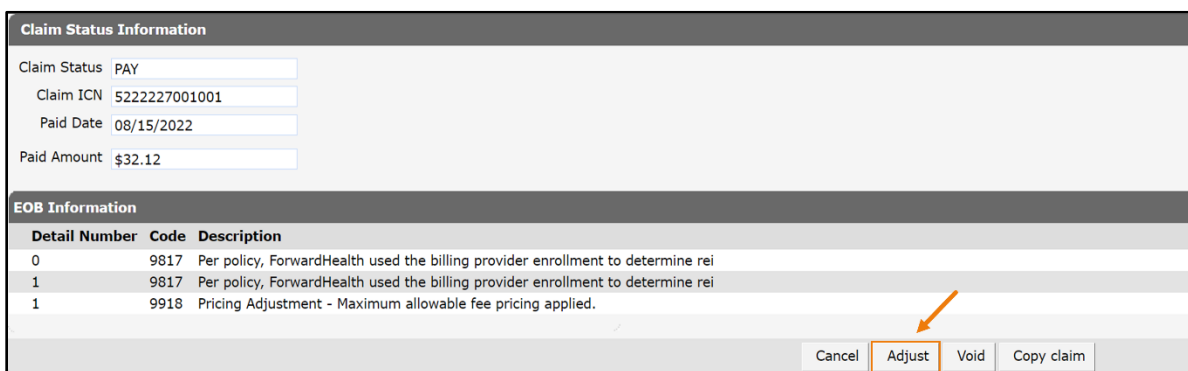 Claim Status Information
Claim Status PAY
Claim ICN 5222227001001
Paid Date 08/15/2022
Paid Amount $32.12
EOB Information
Detail Number Code Description
0 9817 Per policy, ForwardHealth used the billing provider enrollment to determine rei
1 9817 Per policy, ForwardHealth used the billing provider enrollment to determine rei
1 9918 Pricing Adjustment - Maximum allowable fee pricing applied.
Cancel Adjust Void Copy claim